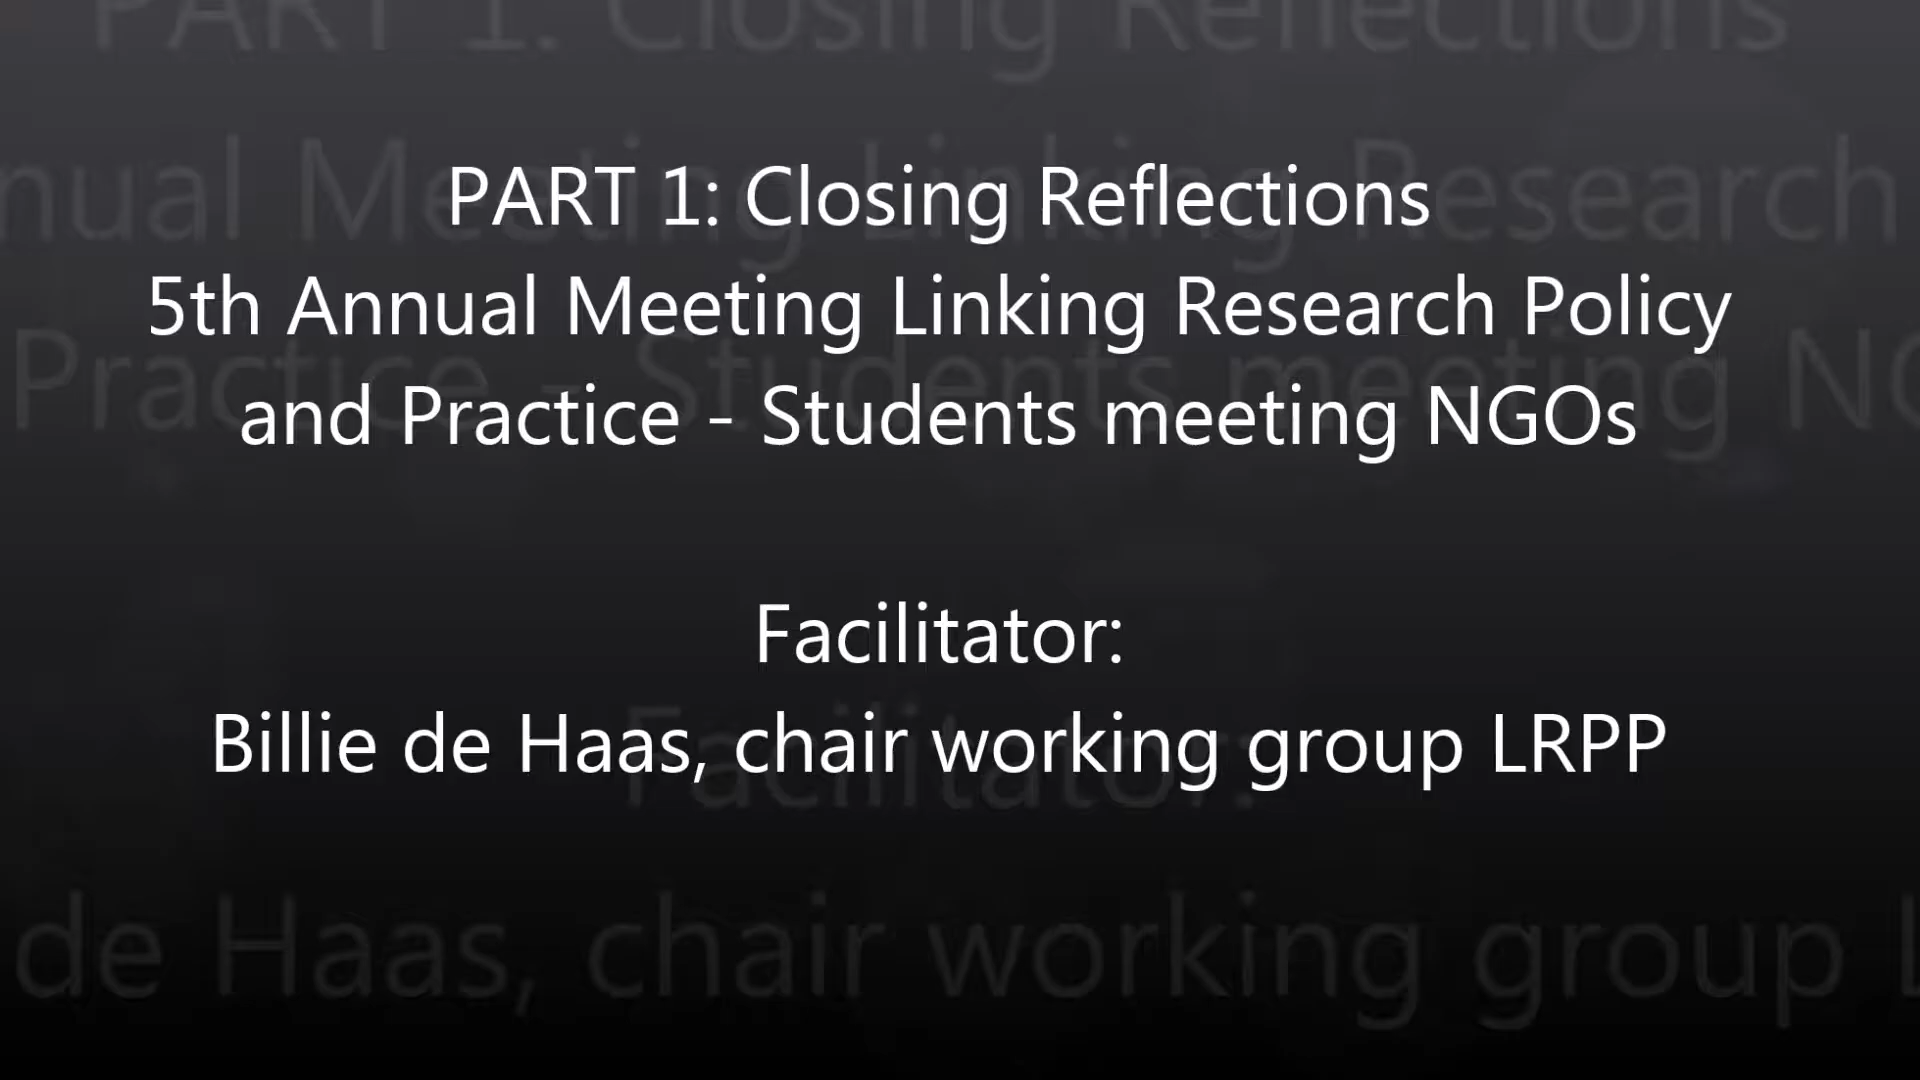 PART 1: Closing Reflections
5th Annual Meeting Linking Research Policy
and Practice - Students meeting NGOs
Facilitator:
Billie de Haas, chair working group LRPP